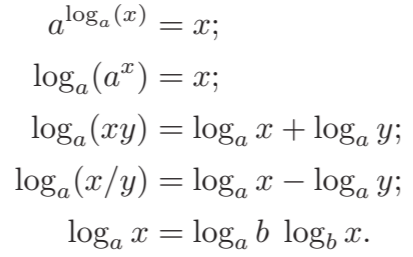 a^{\log_a(x)} = x;
\log_a(a^x) = x;
\log_a(xy) = \log_a x + \log_a y;
\log_a(x/y) = \log_a x − \log_a y;
\log_a x = \log_a b \log_b x.